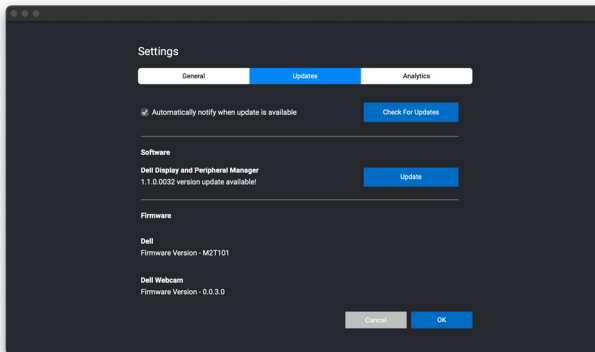 Settings
General
Updates
Analytics
Automatically notify when update is available
Check For Updates
Software
Dell Display and Peripheral Manager
1.1.0.0032 version update available!
Update
Firmware
Dell
Firmware Version - M2T101
Dell Webcam
Firmware Version - 0.0.3.0
Cancel
OK